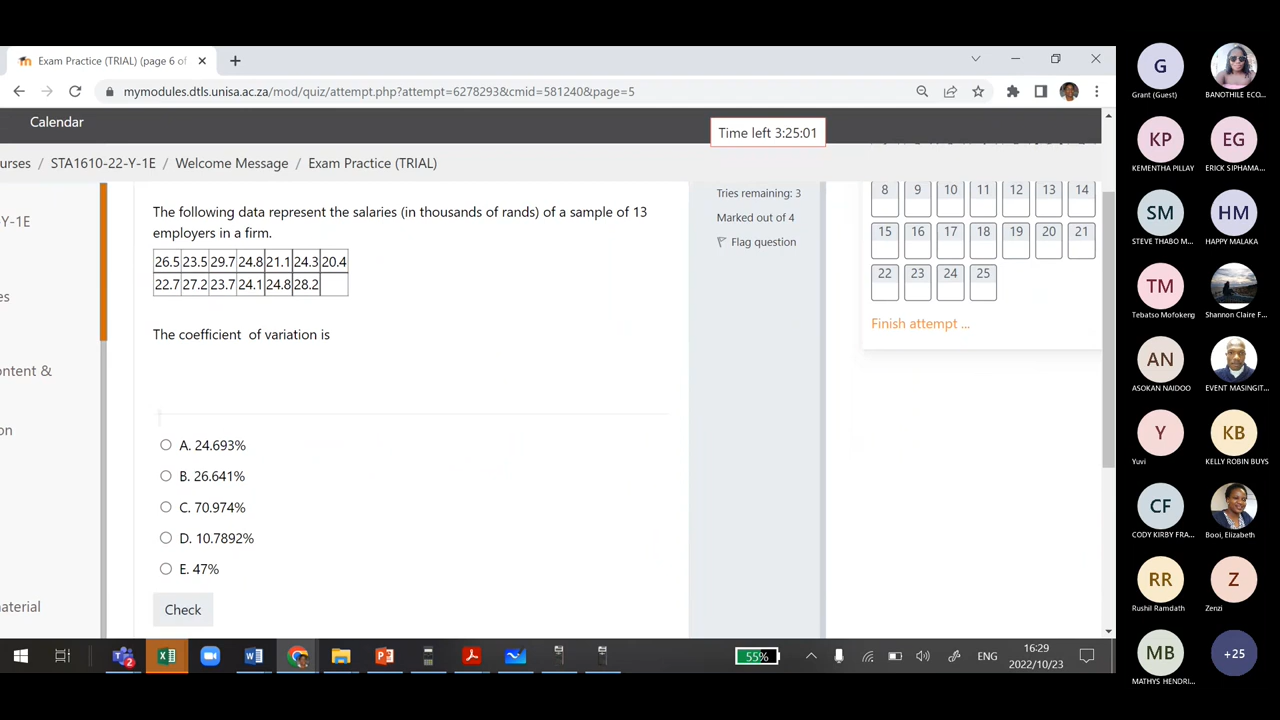 Exam Practice (TRIAL) (page 6 of
mymodules.dtls.unisa.ac.za/mod/quiz/attempt.php?attempt=6278293&cmid=581240&page=5
Calendar
Time left 3:25:01
urses / STA1610-22-Y-1E / Welcome Message / Exam Practice (TRIAL)
-Y-1E
es
ontent &
on
aterial
The following data represent the salaries (in thousands of rands) of a sample of 13
employers in a firm.
26.5 23.5 29.7 24.8 21.1 24.3 20.4
22.7 27.2 23.7 24.1 24.8 28.2
The coefficient of variation is
A. 24.693%
B. 26.641%
C. 70.974%
D. 10.7892%
E. 47%
Check
Tries remaining: 3
Marked out of 4
Flag question
8 9 10 11 12 13 14
15 16 17 18 19 20 21
22 23 24 25
Finish attempt ...
55%
ENG
16:29
2022/10/23
G
Grant (Guest)
BANOTHILE ECO...
KP
KEMENTHA PILLAY
EG
ERICK SIPHAMA...
SM
STEVE THABO M...
HM
HAPPY MALAKA
TM
Tebatso Mofokeng
Shannon Claire F...
AN
ASOKAN NAIDOO
EVENT MASINGIT...
Y
Yuvi
KB
KELLY ROBIN BUYS
CF
CODY KIRBY FRA...
Booi, Elizabeth
RR
Rushil Ramdath
Z
Zenzi
MB
MATHYS HENDRI...
+25